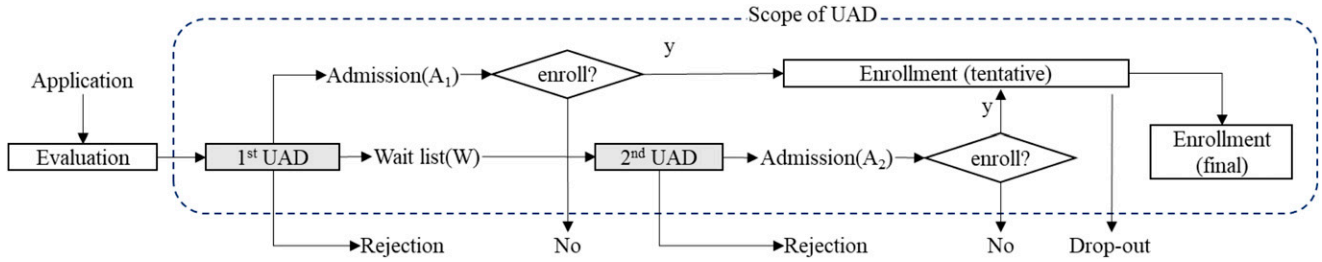 Scope of UAD
y
Application
Admission(A₁)
enroll?
Enrollment (tentative)
y
Evaluation
1ˢᵗ UAD
Wait list(W)
2ⁿᵈ UAD
Admission(A₂)
enroll?
Enrollment
(final)
Rejection
No
Rejection
No
Drop-out